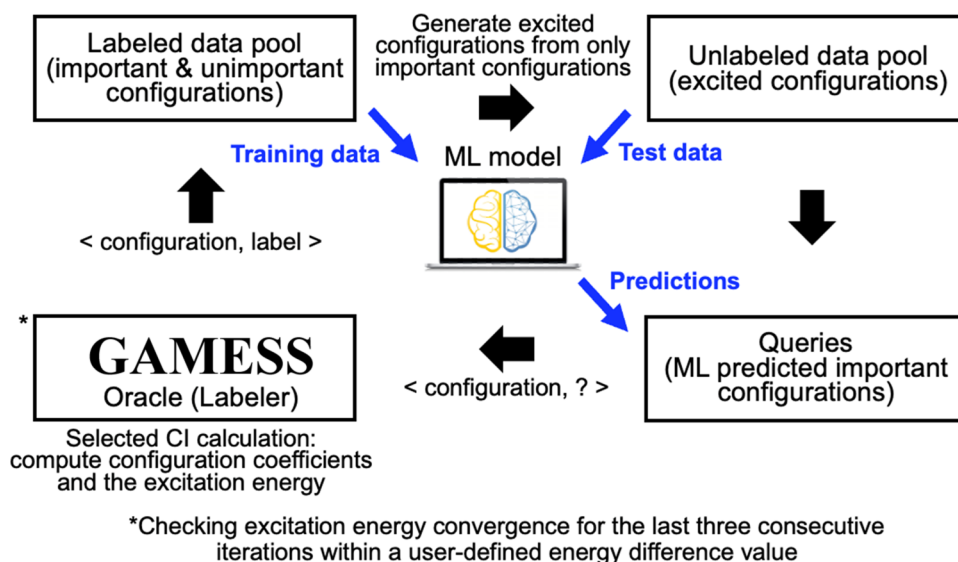 Labeled data pool
(important & unimportant
configurations)
Generate excited
configurations from only
important configurations
Unlabeled data pool
(excited configurations)
Training data
ML model
Test data
< configuration, label >
Predictions
*
GAMESS
Oracle (Labeler)
< configuration, ? >
Queries
(ML predicted important
configurations)
Selected CI calculation:
compute configuration coefficients
and the excitation energy
*Checking excitation energy convergence for the last three consecutive
iterations within a user-defined energy difference value